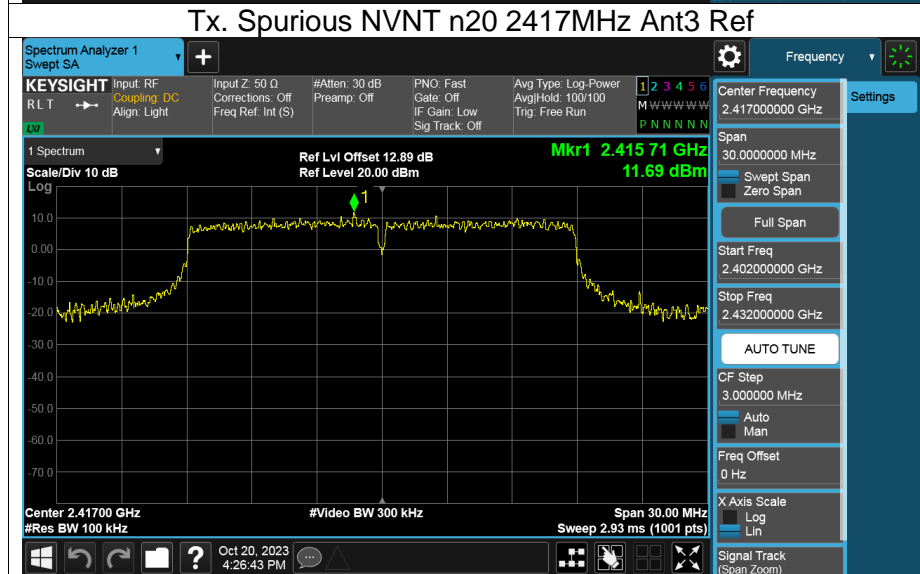 Tx. Spurious NVNT n20 2417MHz Ant3 Ref
Spectrum Analyzer 1
Swept SA
+
Frequency
KEYSIGHT
RLT
LXI
Input: RF
Coupling: DC
Align: Light
Input Z: 50 Ω
Corrections: Off
Freq Ref: Int (S)
#Atten: 30 dB
Preamp: Off
PNO: Fast
Gate: Off
IF Gain: Low
Sig Track: Off
Avg Type: Log-Power
Avg|Hold: 100/100
Trig: Free Run
1 2 3 4 5 6
M W W W W W
P N N N N N
Center Frequency
2.417000000 GHz
Settings
Span
30.0000000 MHz
Swept Span
Zero Span
Full Span
Start Freq
2.402000000 GHz
Stop Freq
2.432000000 GHz
AUTO TUNE
CF Step
3.000000 MHz
Auto
Man
Freq Offset
0 Hz
X Axis Scale
Log
Lin
Signal Track
(Span Zoom)
1 Spectrum
Scale/Div 10 dB
Log
Ref Lvl Offset 12.89 dB
Ref Level 20.00 dBm
Mkr1 2.415 71 GHz
11.69 dBm
1
10.0
0.00
-10.0
-20.0
-30.0
-40.0
-50.0
-60.0
-70.0
Center 2.41700 GHz
#Res BW 100 kHz
#Video BW 300 kHz
Span 30.00 MHz
Sweep 2.93 ms (1001 pts)
?
Oct 20, 2023
4:26:43 PM